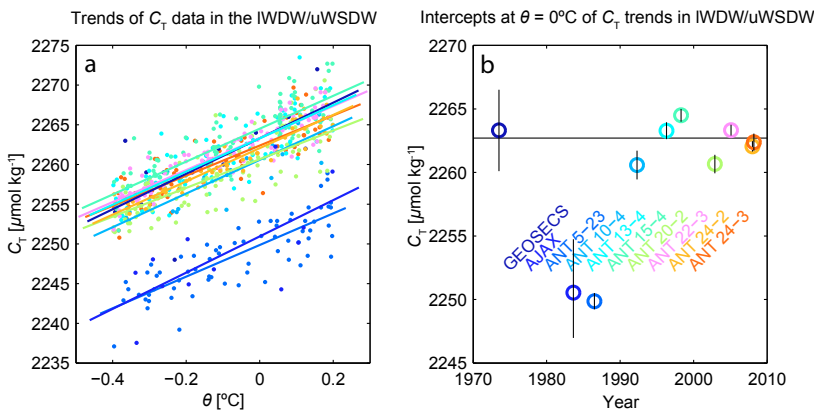 Trends of C_T data in the lWDW/uWSDW
a
2275
2270
2265
2260
2255
2250
2245
2240
2235
C_T [µmol kg⁻¹]
−0.4
−0.2
0
0.2
θ [ºC]
Intercepts at θ = 0ºC of C_T trends in lWDW/uWSDW
b
2270
2265
2260
2255
2250
2245
C_T [µmol kg⁻¹]
GEOSECS
AJAX
ANT 5−23
ANT 10−4
ANT 13−4
ANT 15−4
ANT 20−2
ANT 22−3
ANT 24−2
ANT 24−3
1970
1980
1990
2000
2010
Year